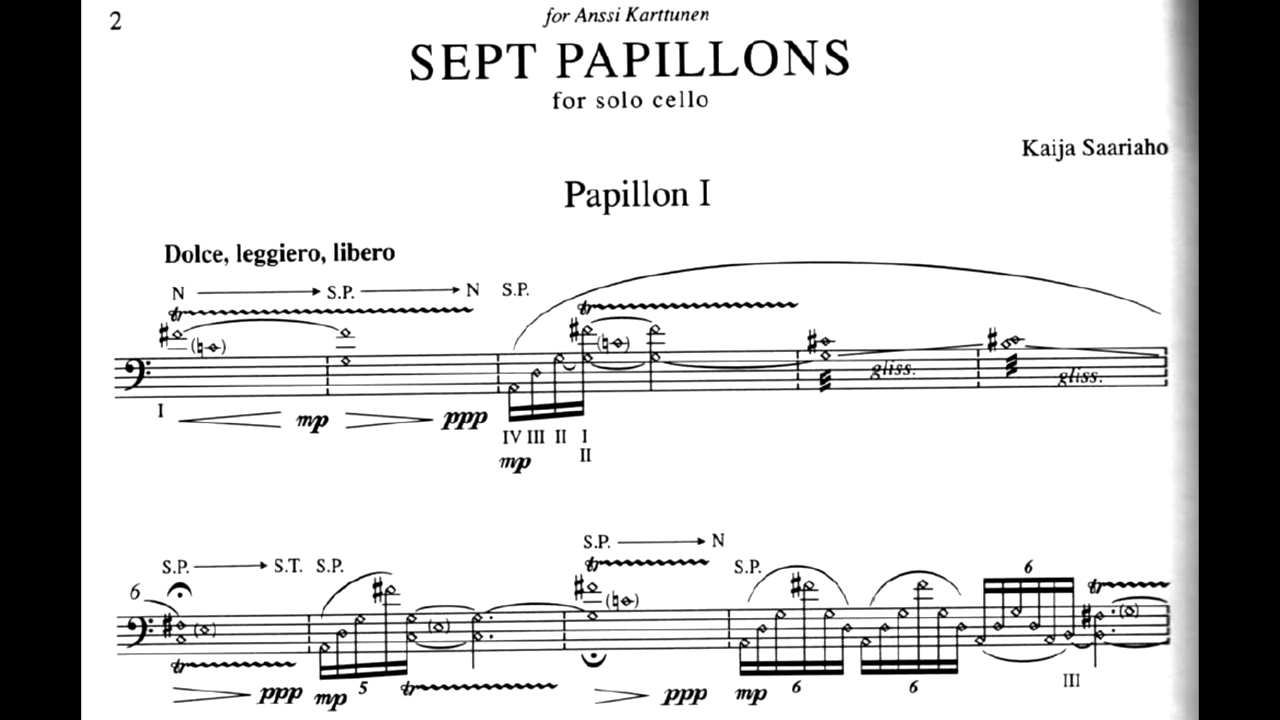 2
for Anssi Karttunen
SEPT PAPILLONS
for solo cello
Kaija Saariaho
Papillon I
Dolce, leggiero, libero
N S.P. N S.P.
tr tr
gliss. gliss.
I mp ppp IV III II I
mp II
S.P. N
6 S.P. S.T. S.P. tr S.P. 6 tr
tr ppp mp 5 tr ppp mp 6 6 III